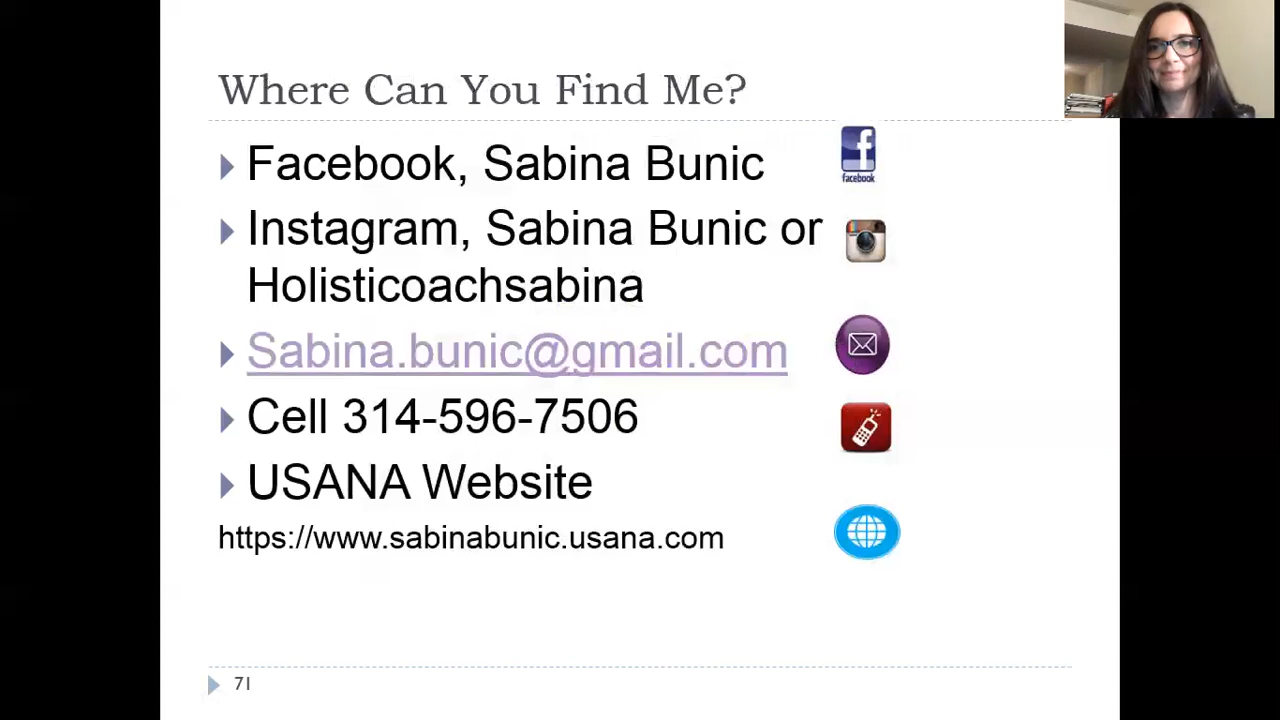 Where Can You Find Me?
Facebook, Sabina Bunic
facebook
Instagram, Sabina Bunic or
Holisticoachsabina
Sabina.bunic@gmail.com
Cell 314-596-7506
USANA Website
https://www.sabinabunic.usana.com
71